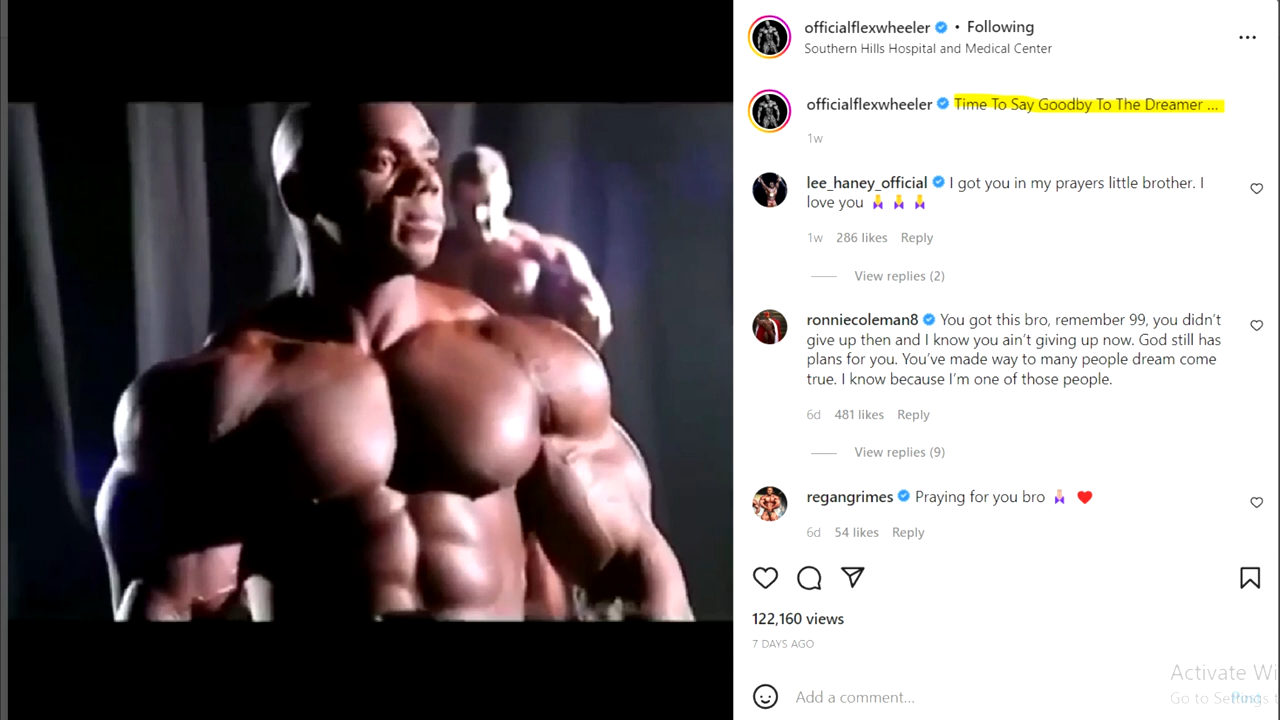 officialflexwheeler • Following
Southern Hills Hospital and Medical Center
officialflexwheeler Time To Say Goodby To The Dreamer ...
1w
lee_haney_official I got you in my prayers little brother. I
love you
1w 286 likes Reply
View replies (2)
ronniecoleman8 You got this bro, remember 99, you didn't
give up then and I know you ain't giving up now. God still has
plans for you. You've made way to many people dream come
true. I know because I'm one of those people.
6d 481 likes Reply
View replies (9)
regangrimes Praying for you bro
6d 54 likes Reply
122,160 views
7 DAYS AGO
Activate Wi
Add a comment...
Go to Settings t
Post